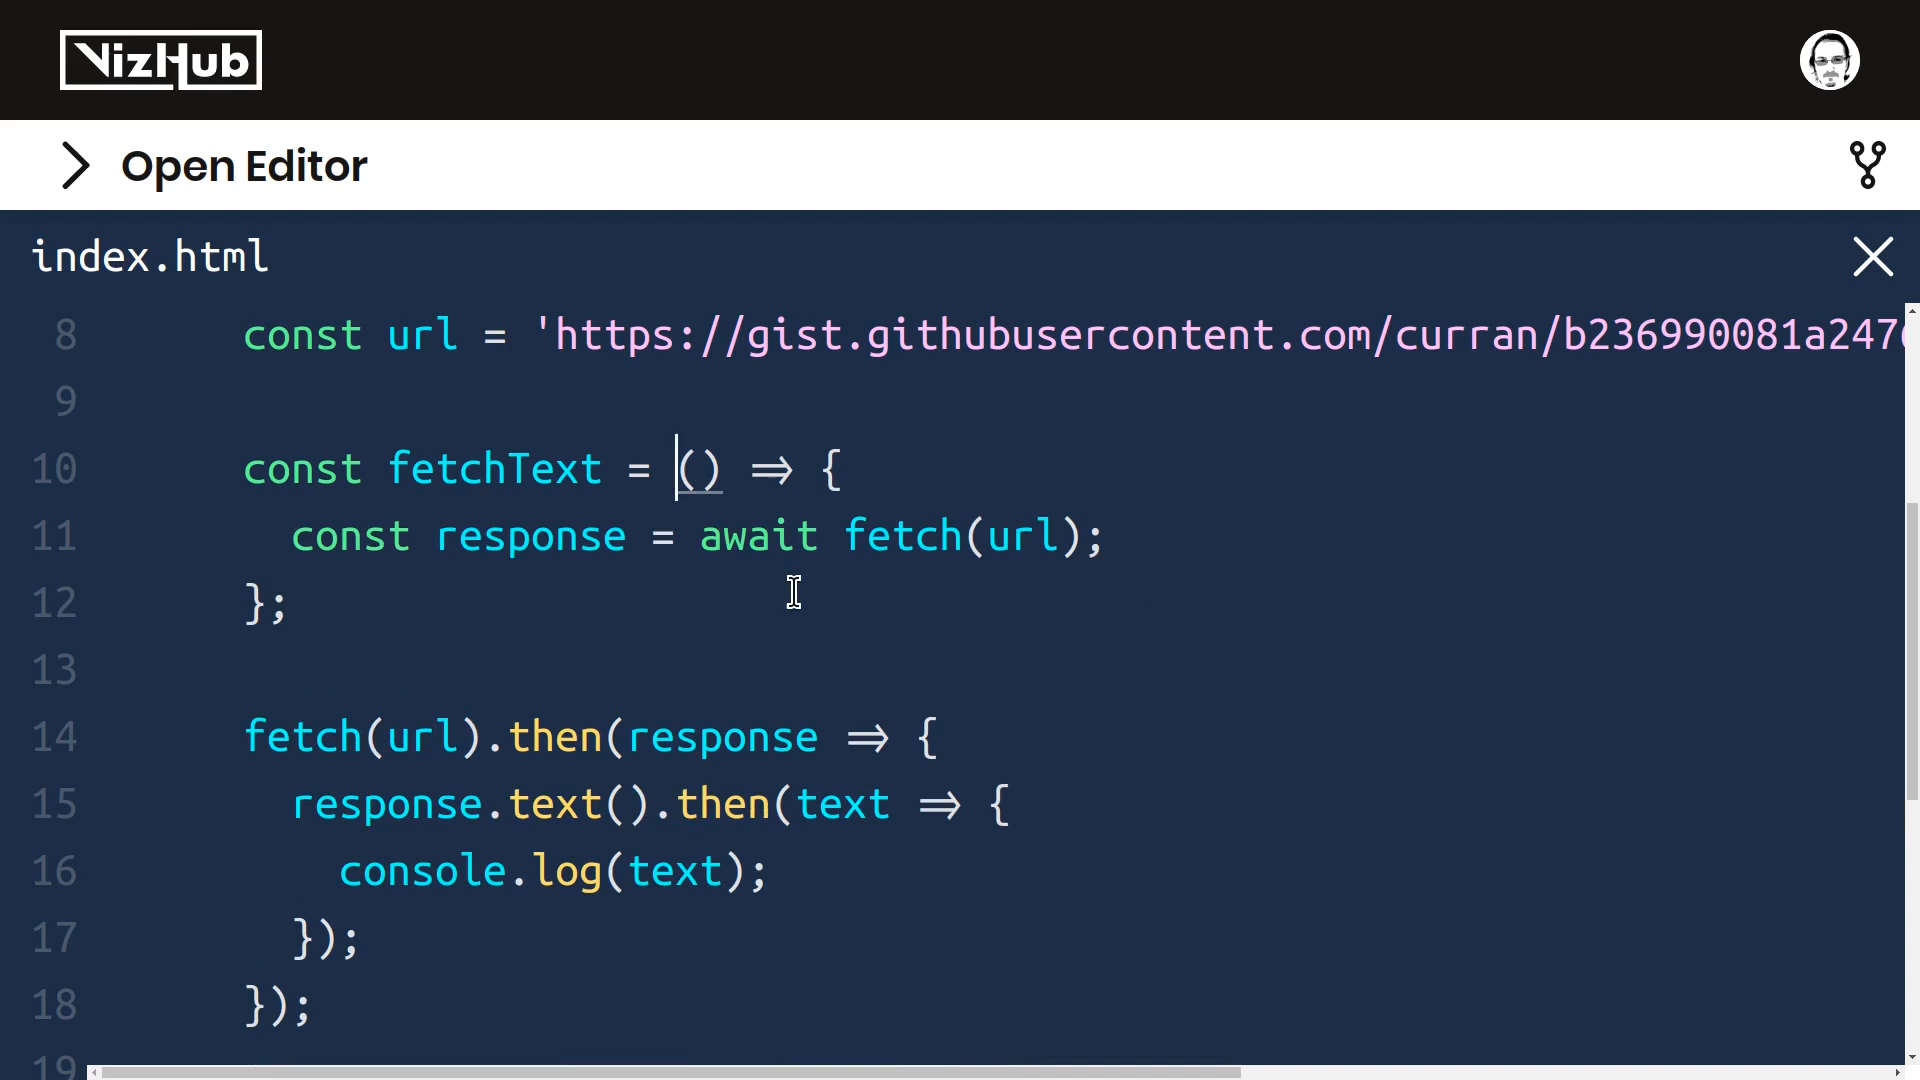 VizHub
Open Editor
index.html
8 const url = 'https://gist.githubusercontent.com/curran/b236990081a247
9
10 const fetchText = () => {
11 const response = await fetch(url);
12 };
13
14 fetch(url).then(response => {
15 response.text().then(text => {
16 console.log(text);
17 });
18 });
19